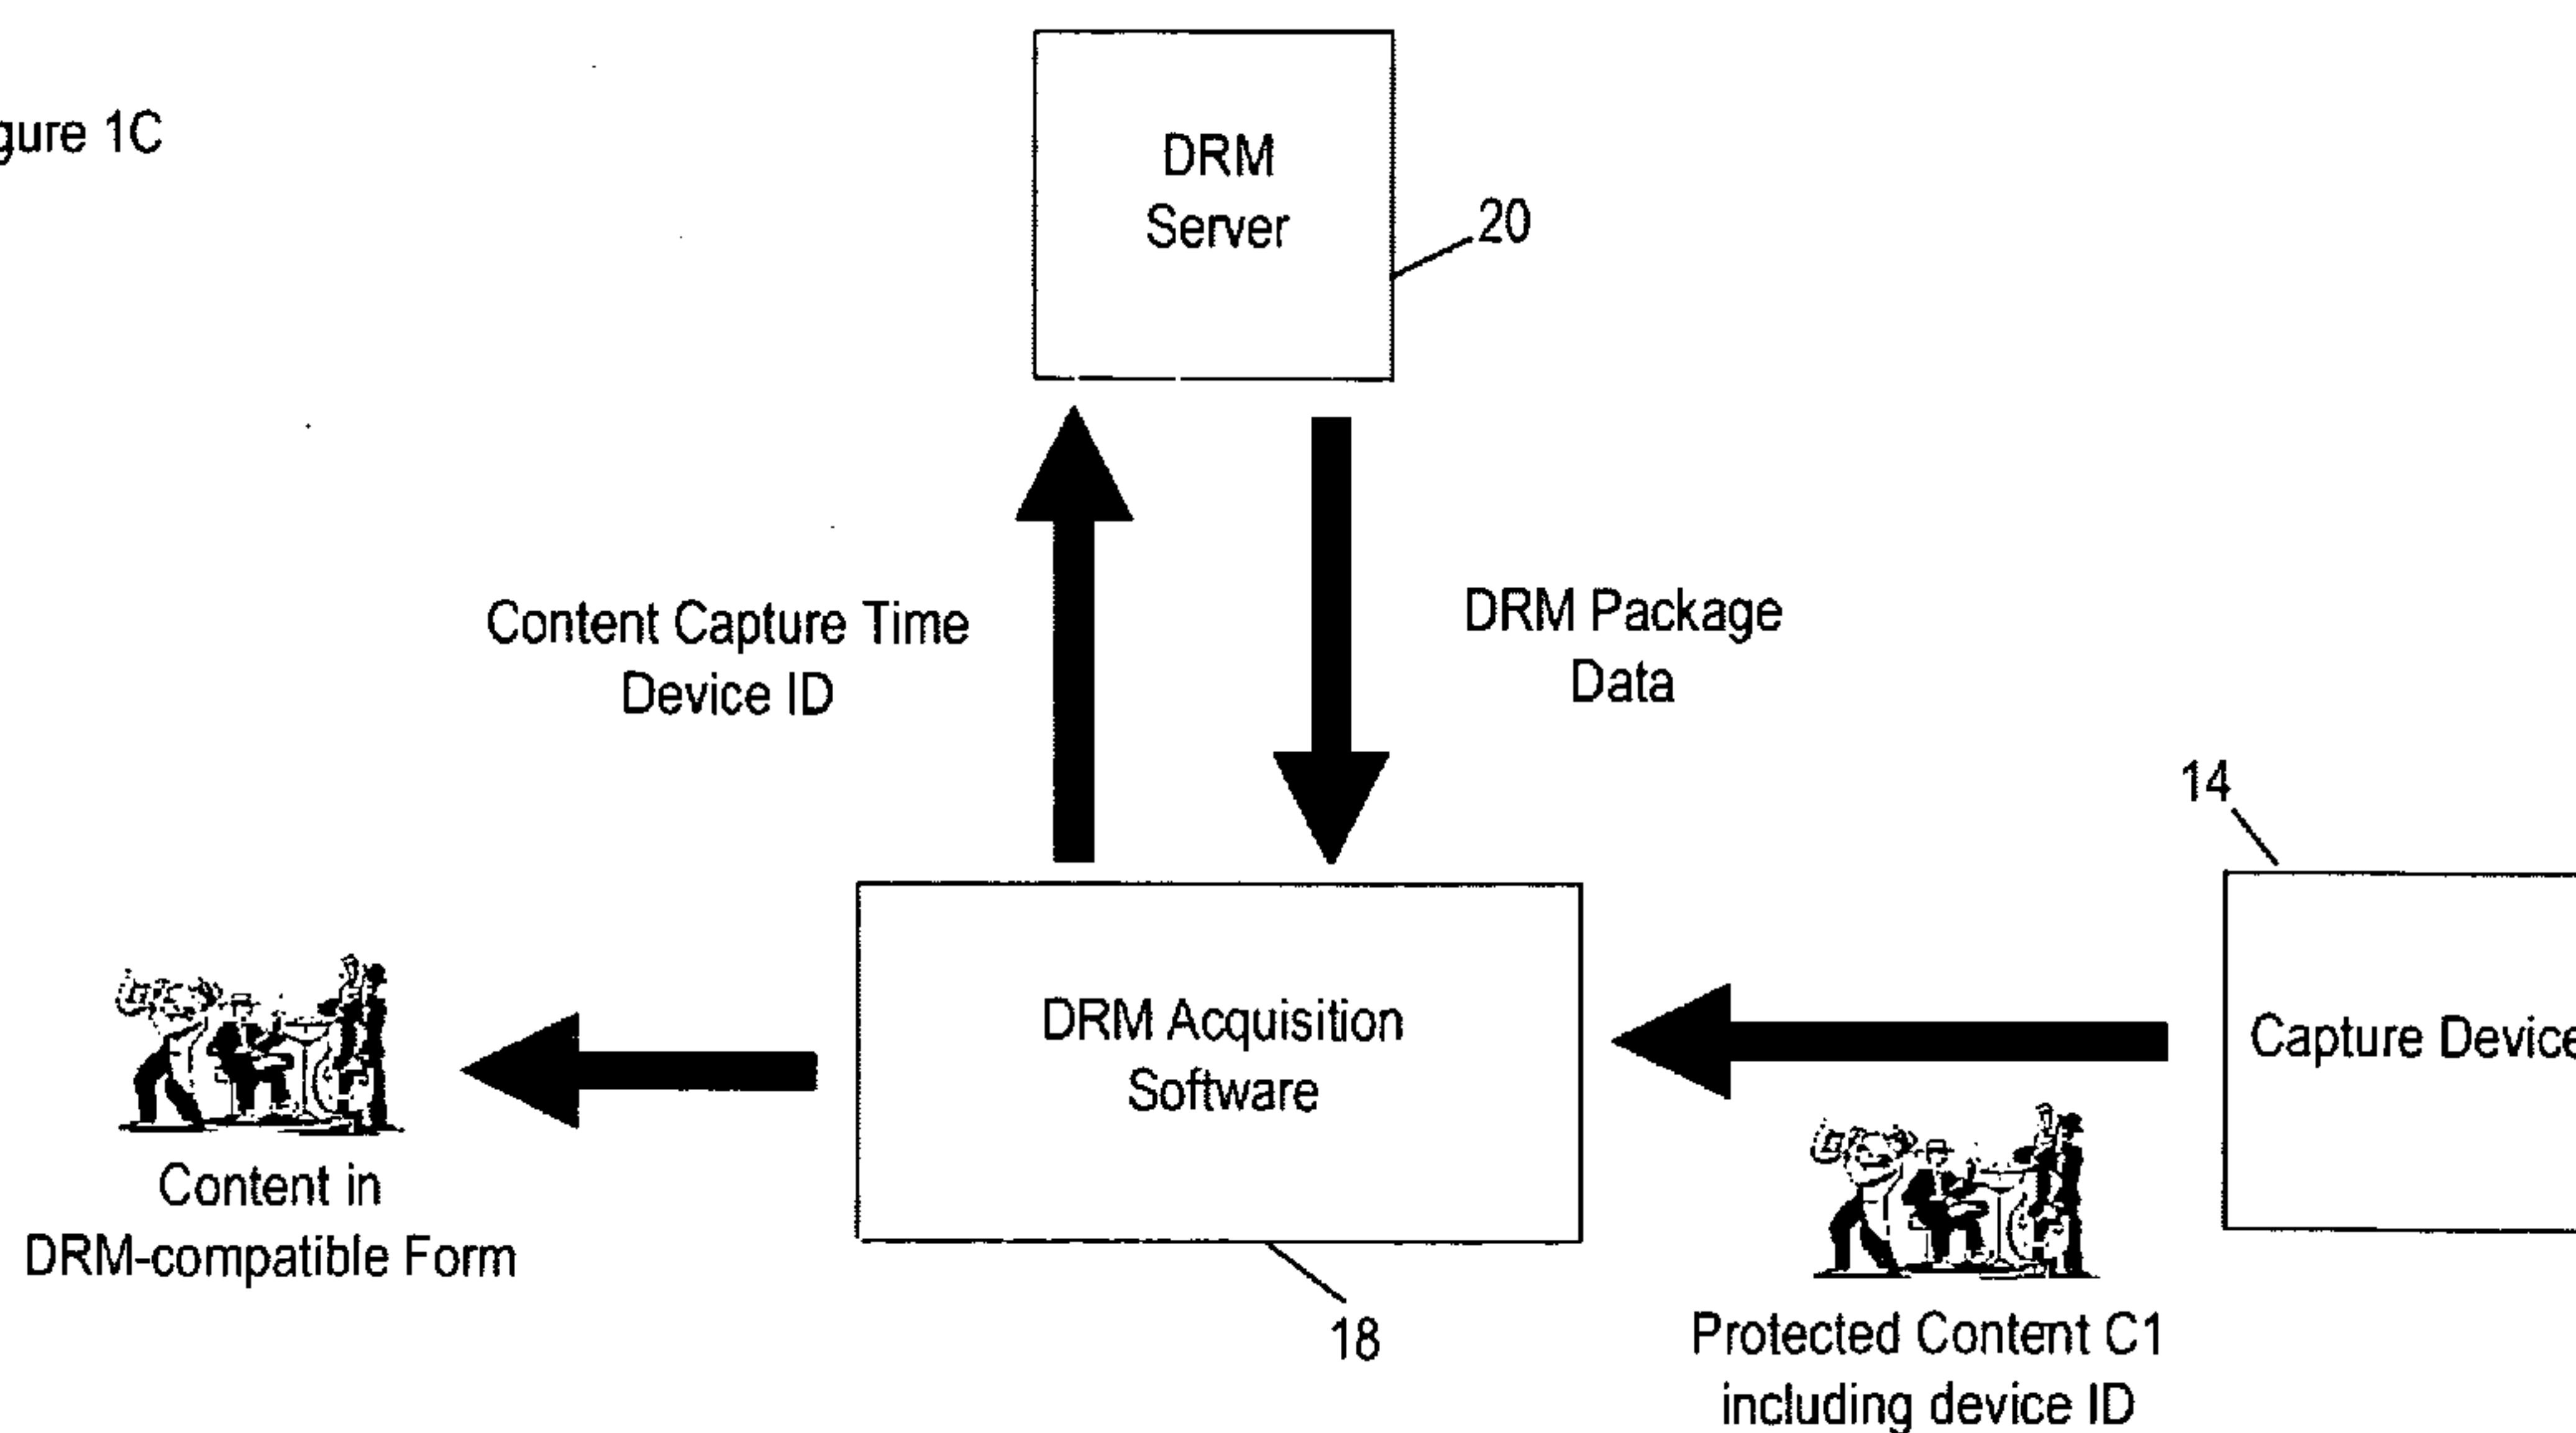 gure 1C
DRM
Server
20
Content Capture Time
Device ID
DRM Package
Data
14
DRM Acquisition
Software
Capture Device
Content in
DRM-compatible Form
18
Protected Content C1
including device ID